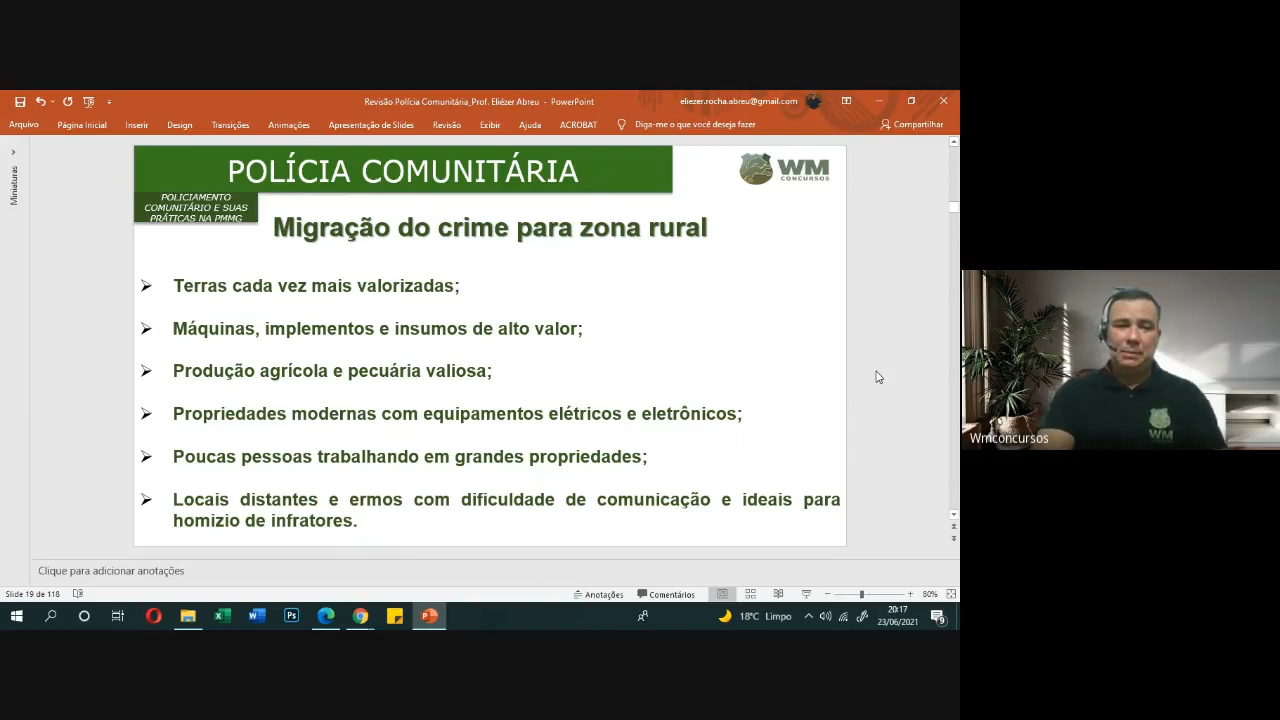 Revisão Polícia Comunitária_Prof. Eliézer Abreu - PowerPoint
eliezer.rocha.abreu@gmail.com
Arquivo Página Inicial Inserir Design Transições Animações Apresentação de Slides Revisão Exibir Ajuda ACROBAT Diga-me o que você deseja fazer Compartilhar
Miniaturas
POLÍCIA COMUNITÁRIA
WM
CONCURSOS
POLICIAMENTO
COMUNITÁRIO E SUAS
PRÁTICAS NA PMMG
Migração do crime para zona rural
Terras cada vez mais valorizadas;
Máquinas, implementos e insumos de alto valor;
Produção agrícola e pecuária valiosa;
Propriedades modernas com equipamentos elétricos e eletrônicos;
Poucas pessoas trabalhando em grandes propriedades;
Locais distantes e ermos com dificuldade de comunicação e ideais para
homizio de infratores.
WM
Wmconcursos
Clique para adicionar anotações
Slide 19 de 118 Anotações Comentários 80%
Ps
18°C Limpo
20:17
23/06/2021
9